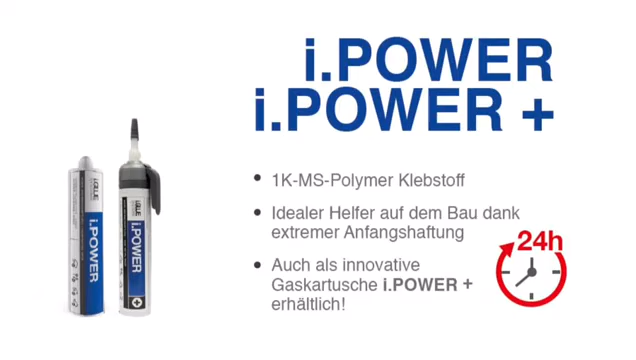 i.POWER
i.POWER +
• 1K-MS-Polymer Klebstoff
• Idealer Helfer auf dem Bau dank
extremer Anfangshaftung
• Auch als innovative
Gaskartusche i.POWER +
erhältlich!
24h
i.POWER
i.POWER